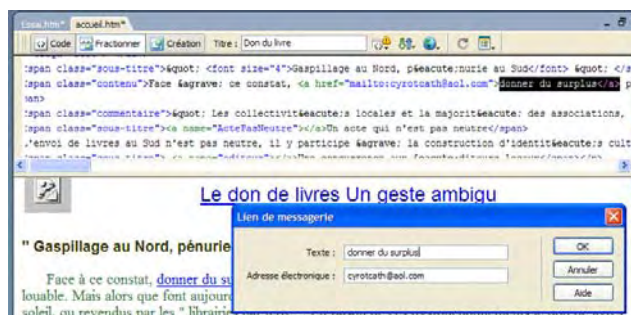 Essai.htm* accueil.htm*
Code Fractionner Création Titre : Don du livre
span class="sous-titre">&quot; <font size="4">Gaspillage au Nord, p&eacute;nurie au Sud</font> &quot; </s
span class="contenu">Face &agrave; ce constat, <a href="mailto:cyrotcath@aol.com">donner du surplus</a> p
an>
span class="commentaire">&quot; Les collectivit&eacute;s locales et la majorit&eacute; des associations,
span class="sous-titre"><a name="ActePasNeutre"></a>Un acte qui n'est pas neutre</span>
'envoi de livres au Sud n'est pas neutre, il y participe &agrave; la construction d'identit&eacute;s cult
Le don de livres Un geste ambigu
Lien de messagerie
" Gaspillage au Nord, pénurie
Texte : donner du surplus
OK
Adresse électronique : cyrotcath@aol.com
Annuler
Aide
Face à ce constat, donner du su
louable. Mais alors que font aujourd
soleil, ou revendus par les " librairie